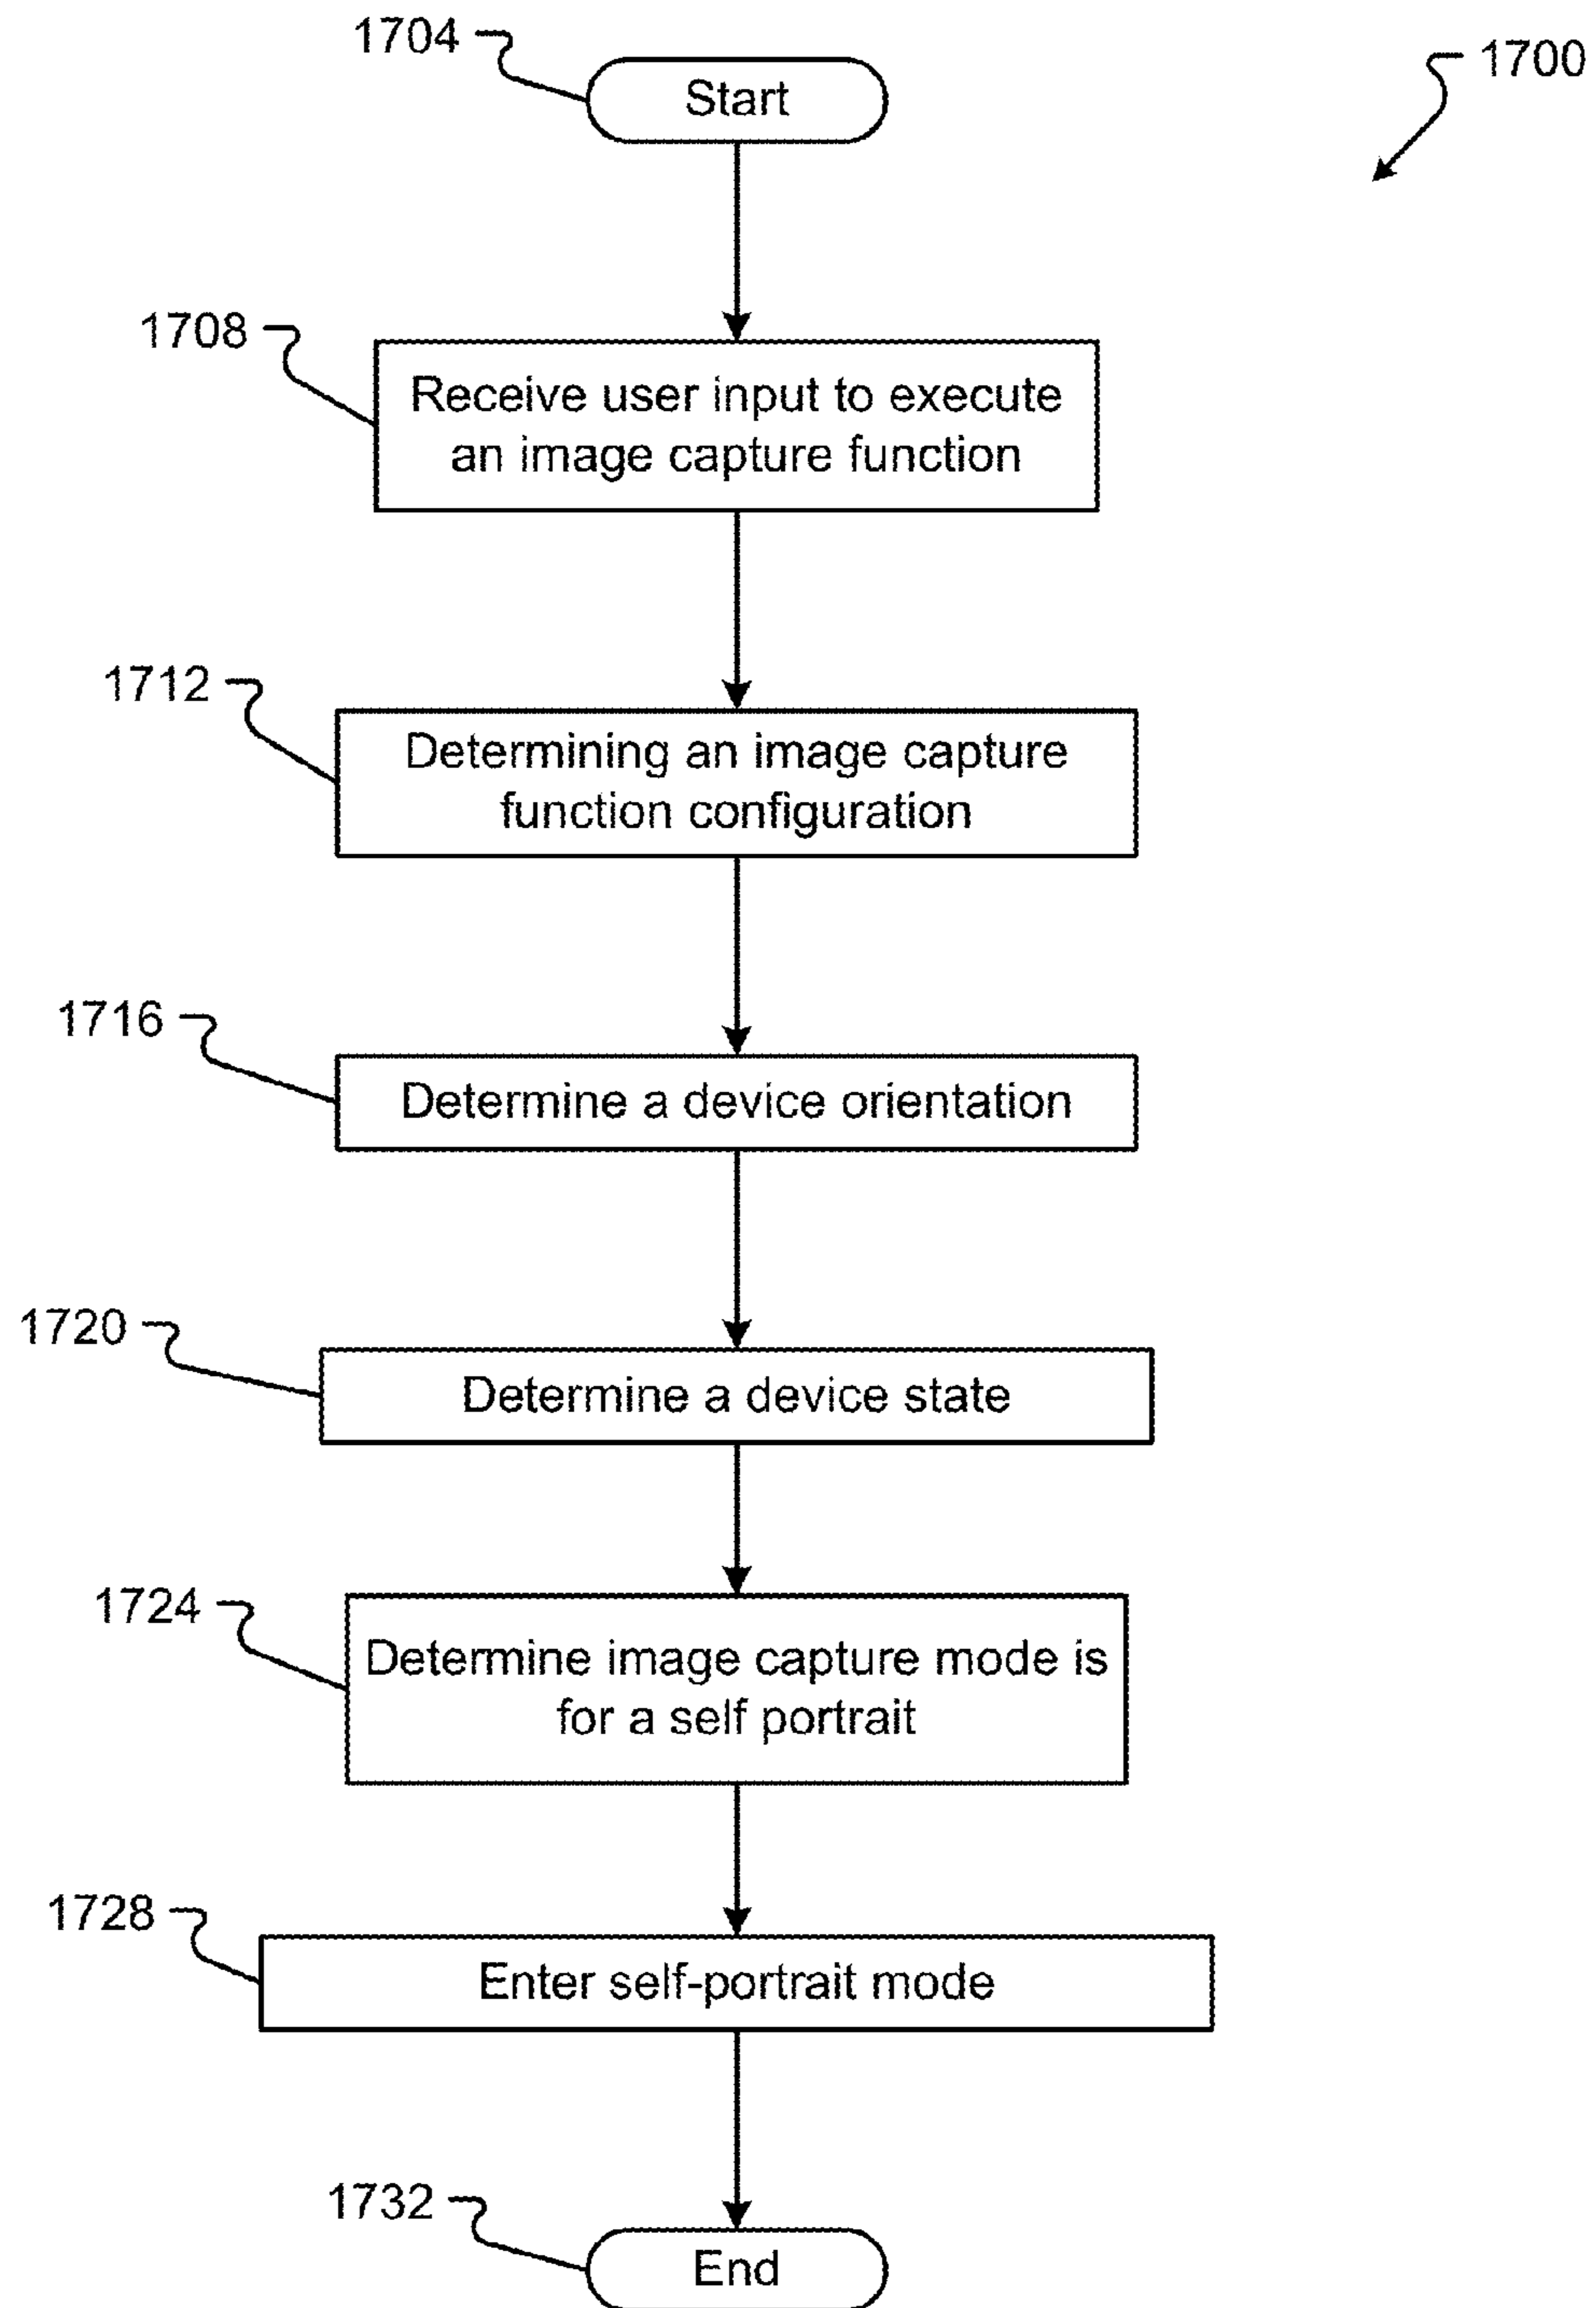 1704
Start
1700
1708
Receive user input to execute
an image capture function
1712
Determining an image capture
function configuration
1716
Determine a device orientation
1720
Determine a device state
1724
Determine image capture mode is
for a self portrait
1728
Enter self-portrait mode
1732
End